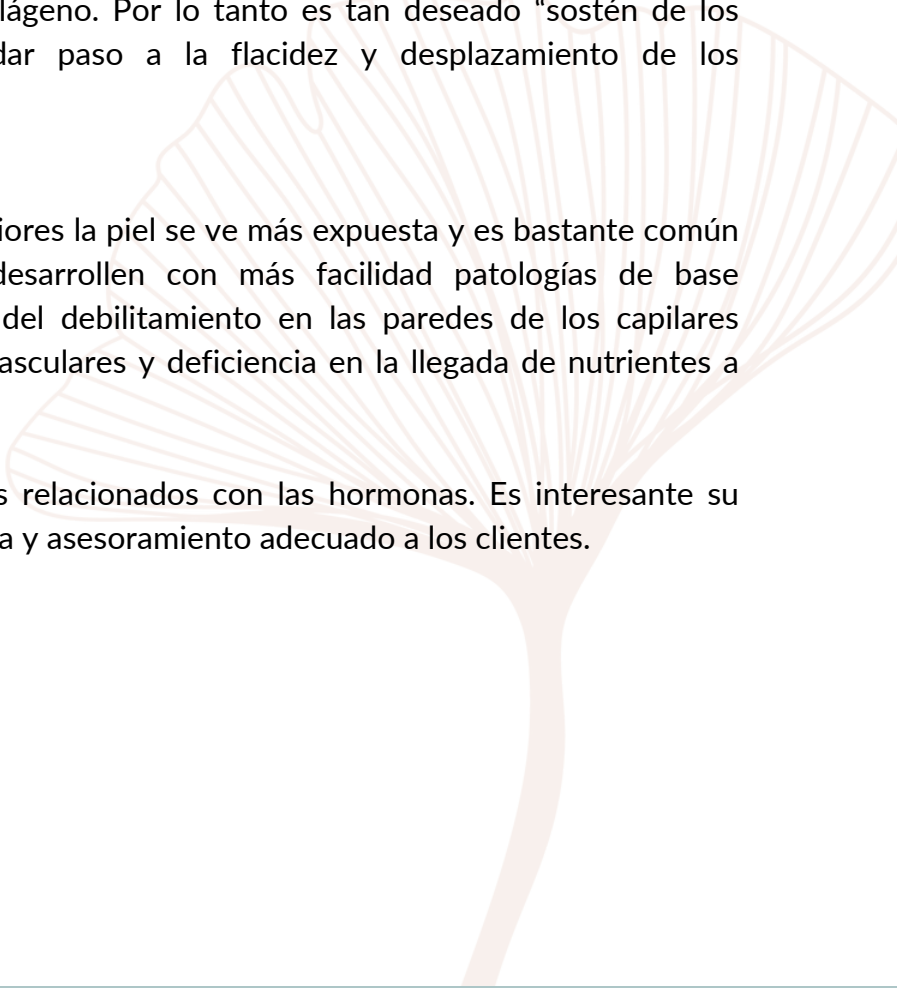 lágeno. Por lo tanto es tan deseado “sostén de los
dar paso a la flacidez y desplazamiento de los
iores la piel se ve más expuesta y es bastante común
desarrollen con más facilidad patologías de base
del debilitamiento en las paredes de los capilares
asculares y deficiencia en la llegada de nutrientes a
s relacionados con las hormonas. Es interesante su
a y asesoramiento adecuado a los clientes.